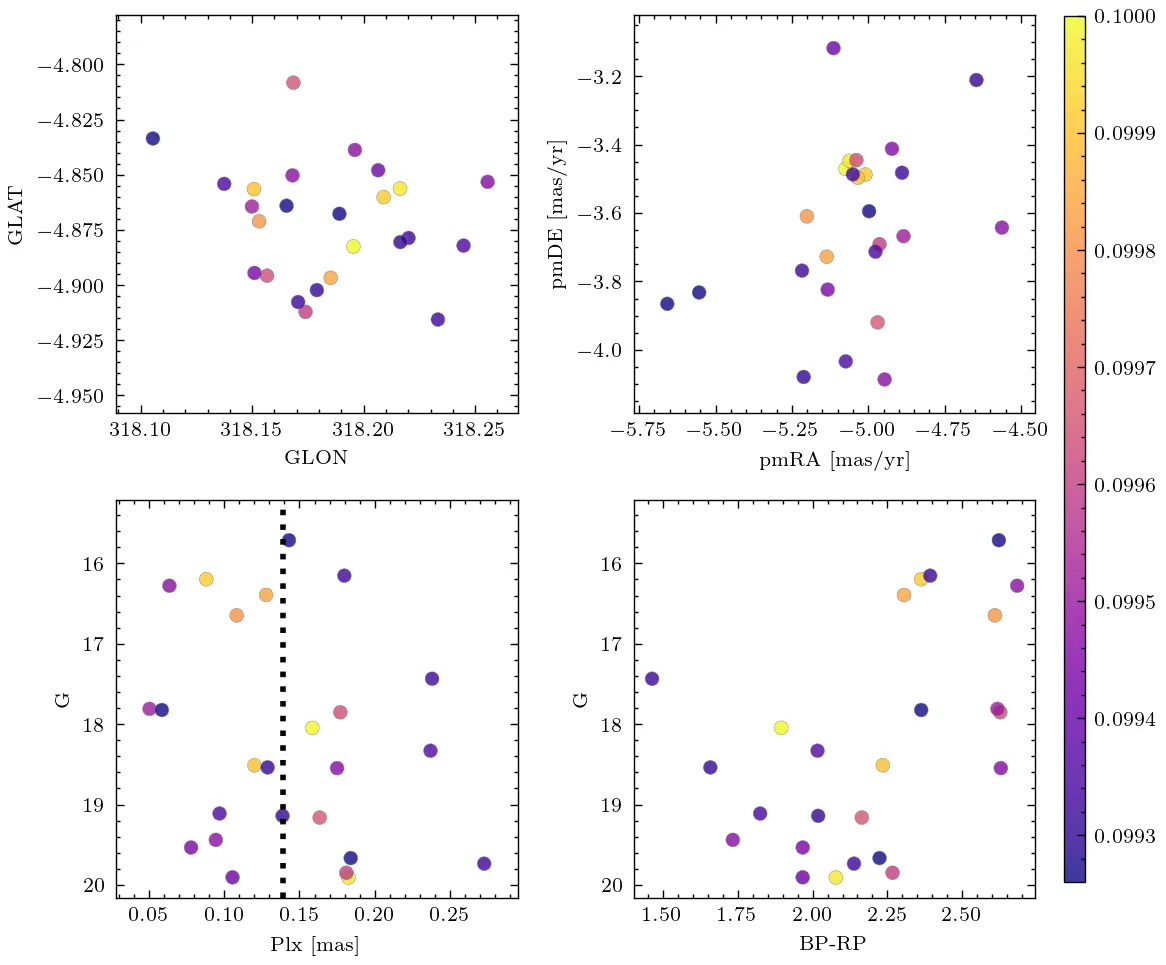 −4.800
−4.825
−4.850
−4.875
−4.900
−4.925
−4.950
GLAT
318.10 318.15 318.20 318.25
GLON
−3.2
−3.4
−3.6
−3.8
−4.0
pmDE [mas/yr]
−5.75 −5.50 −5.25 −5.00 −4.75 −4.50
pmRA [mas/yr]
16
17
18
19
20
G
0.05 0.10 0.15 0.20 0.25
Plx [mas]
16
17
18
19
20
G
1.50 1.75 2.00 2.25 2.50
BP-RP
0.1000
0.0999
0.0998
0.0997
0.0996
0.0995
0.0994
0.0993